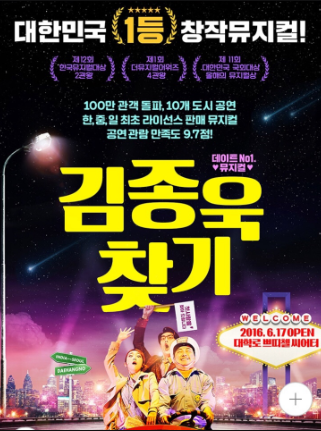 대한민국 1등 창작뮤지컬!
제12회
한국뮤지컬대상
2관왕
제1회
더뮤지컬어워즈
4관왕
제 11회
대한민국 국회대상
올해의 뮤지컬상
100만 관객 돌파, 10개 도시 공연
한,중,일 최초 라이선스 판매 뮤지컬
공연 관람 만족도 9.7점!
데이트 No1.
♥뮤지컬♥
김종욱
찾기
WELCOME
2016. 6.17 OPEN
대학로 쁘띠첼 씨어터
INDIA
SEOUL